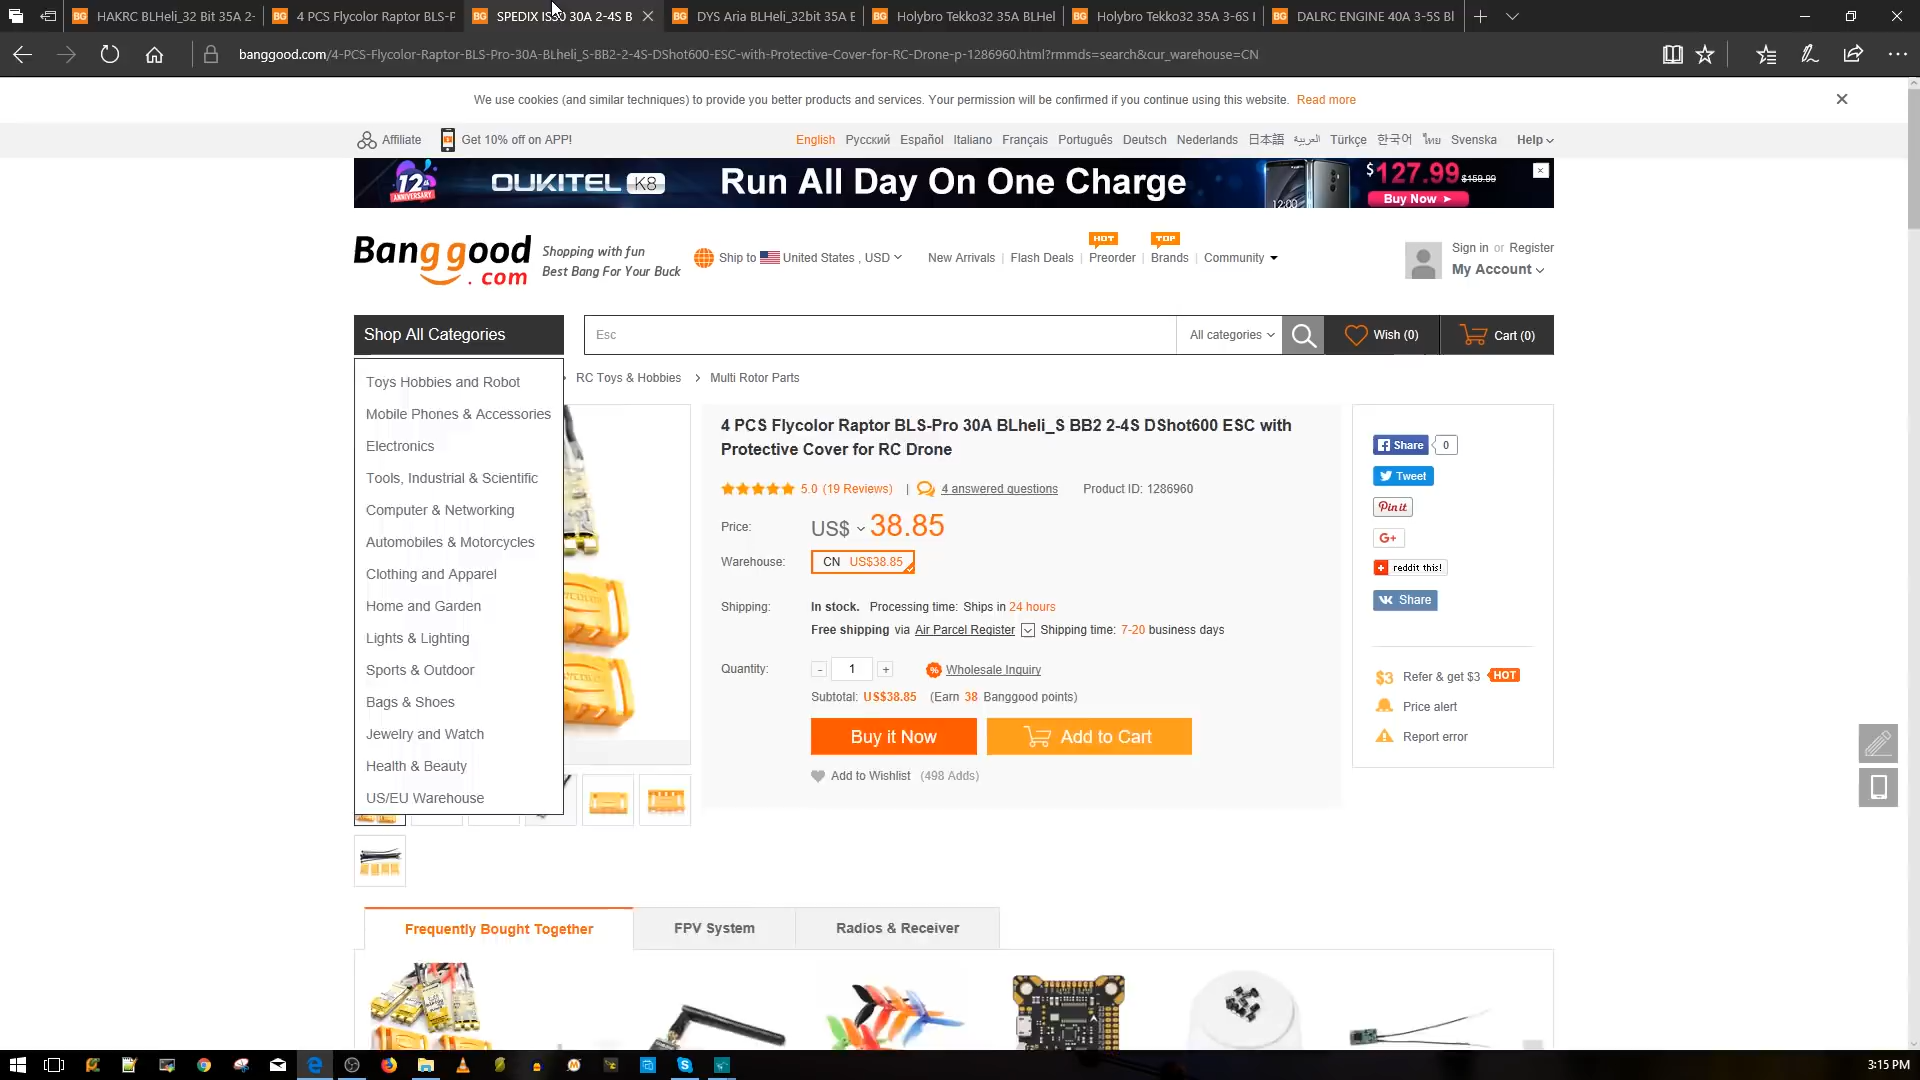 HAKRC BLHeli_32 Bit 35A 2-
4 PCS Flycolor Raptor BLS-P
SPEDIX IS30 30A 2-4S B
DYS Aria BLHeli_32bit 35A E
Holybro Tekko32 35A BLHel
Holybro Tekko32 35A 3-6S I
DALRC ENGINE 40A 3-5S Bl
banggood.com/4-PCS-Flycolor-Raptor-BLS-Pro-30A-BLheli_S-BB2-2-4S-DShot600-ESC-with-Protective-Cover-for-RC-Drone-p-1286960.html?rmmds=search&cur_warehouse=CN
We use cookies (and similar techniques) to provide you better products and services. Your permission will be confirmed if you continue using this website. Read more
Affiliate
Get 10% off on APP!
English Русский Español Italiano Français Português Deutsch Nederlands 日本語 العربية Türkçe 한국어 ไทย Svenska Help
12th ANNIVERSARY
OUKITEL K8
Run All Day On One Charge
12:00
$127.99 $159.99
Buy Now
Banggood.com
Shopping with fun
Best Bang For Your Buck
Ship to United States , USD
New Arrivals | Flash Deals | Preorder | Brands | Community
HOT
TOP
Sign in or Register
My Account
Shop All Categories
Esc
All categories
Wish (0)
Cart (0)
RC Toys & Hobbies > Multi Rotor Parts
Toys Hobbies and Robot
Mobile Phones & Accessories
Electronics
Tools, Industrial & Scientific
Computer & Networking
Automobiles & Motorcycles
Clothing and Apparel
Home and Garden
Lights & Lighting
Sports & Outdoor
Bags & Shoes
Jewelry and Watch
Health & Beauty
US/EU Warehouse
4 PCS Flycolor Raptor BLS-Pro 30A BLheli_S BB2 2-4S DShot600 ESC with
Protective Cover for RC Drone
5.0 (19 Reviews) | 4 answered questions Product ID: 1286960
Price: US$ 38.85
Warehouse: CN US$38.85
Shipping: In stock. Processing time: Ships in 24 hours
Free shipping via Air Parcel Register Shipping time: 7-20 business days
Quantity: - 1 + Wholesale Inquiry
Subtotal: US$38.85 (Earn 38 Banggood points)
Buy it Now
Add to Cart
Add to Wishlist (498 Adds)
Share 0
Tweet
Pin it
G+
reddit this!
Share
$3 Refer & get $3 HOT
Price alert
Report error
Frequently Bought Together
FPV System
Radios & Receiver
3:15 PM